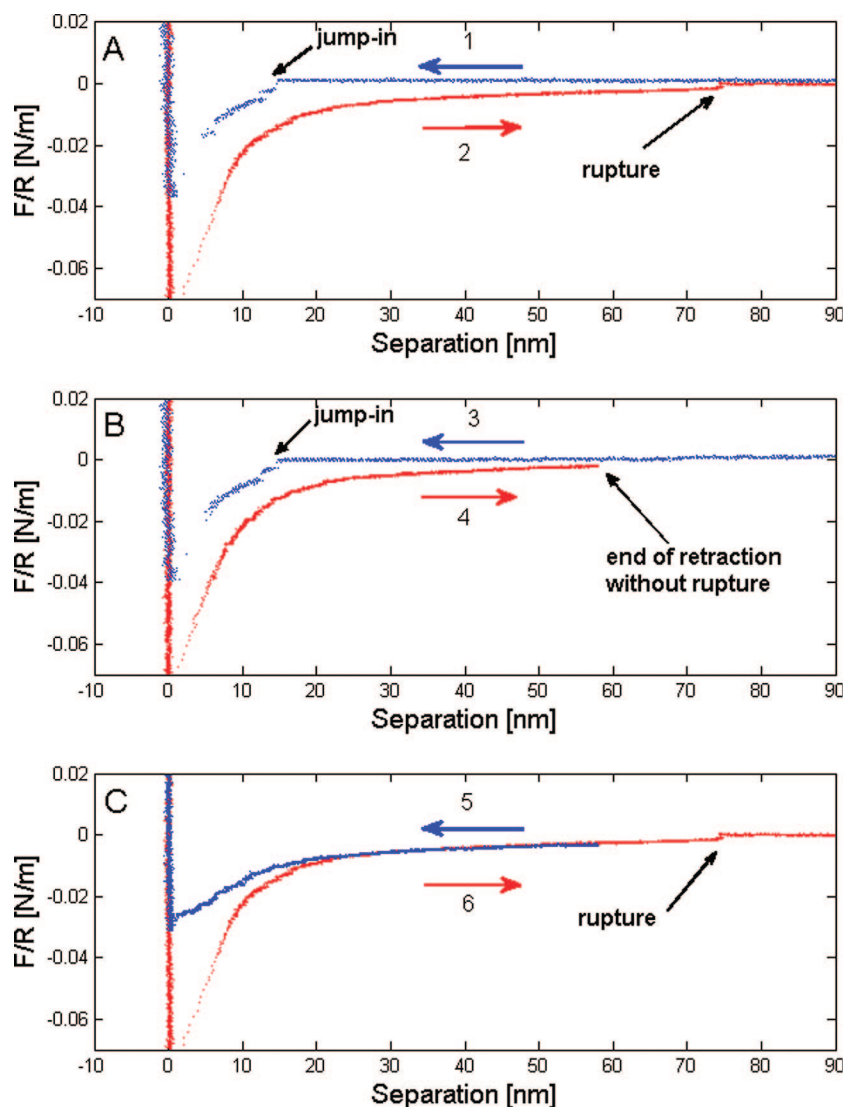 A
jump-in
1
2
rupture
F/R [N/m]
0.02
0
-0.02
-0.04
-0.06
-10 0 10 20 30 40 50 60 70 80 90
Separation [nm]
B
jump-in
3
4
end of retraction
without rupture
F/R [N/m]
0.02
0
-0.02
-0.04
-0.06
-10 0 10 20 30 40 50 60 70 80 90
Separation [nm]
C
5
6
rupture
F/R [N/m]
0.02
0
-0.02
-0.04
-0.06
-10 0 10 20 30 40 50 60 70 80 90
Separation [nm]